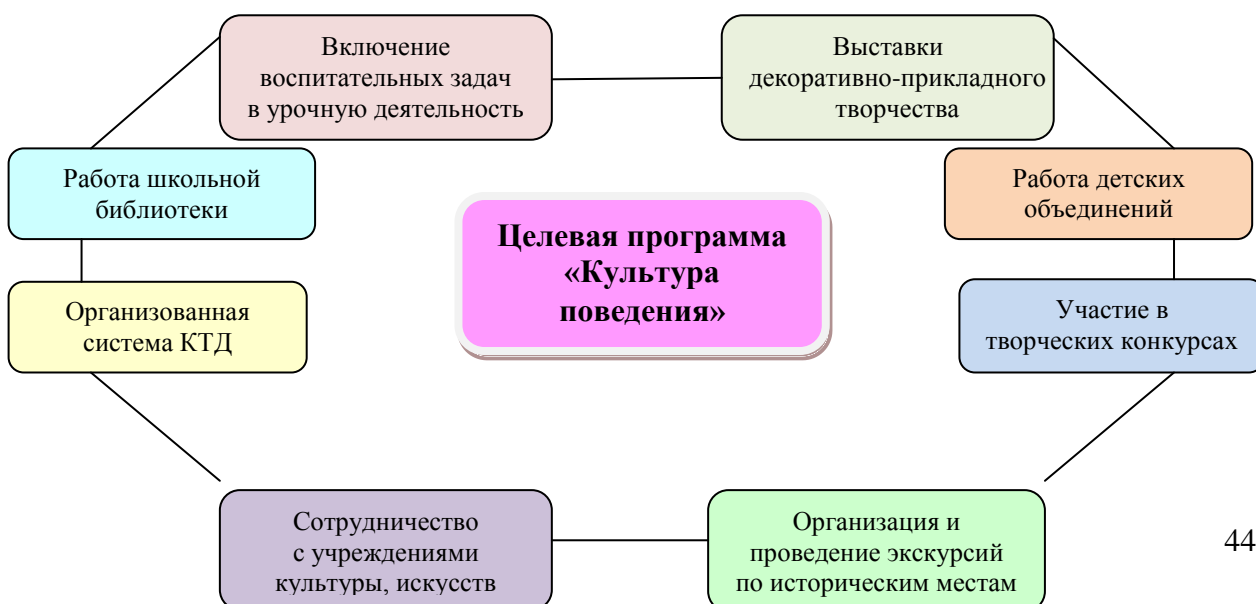 Включение
воспитательных задач
в урочную деятельность
Выставки
декоративно-прикладного
творчества
Работа школьной
библиотеки
Работа детских
объединений
Целевая программа
«Культура
поведения»
Организованная
система КТД
Участие в
творческих конкурсах
Сотрудничество
с учреждениями
культуры, искусств
Организация и
проведение экскурсий
по историческим местам
44